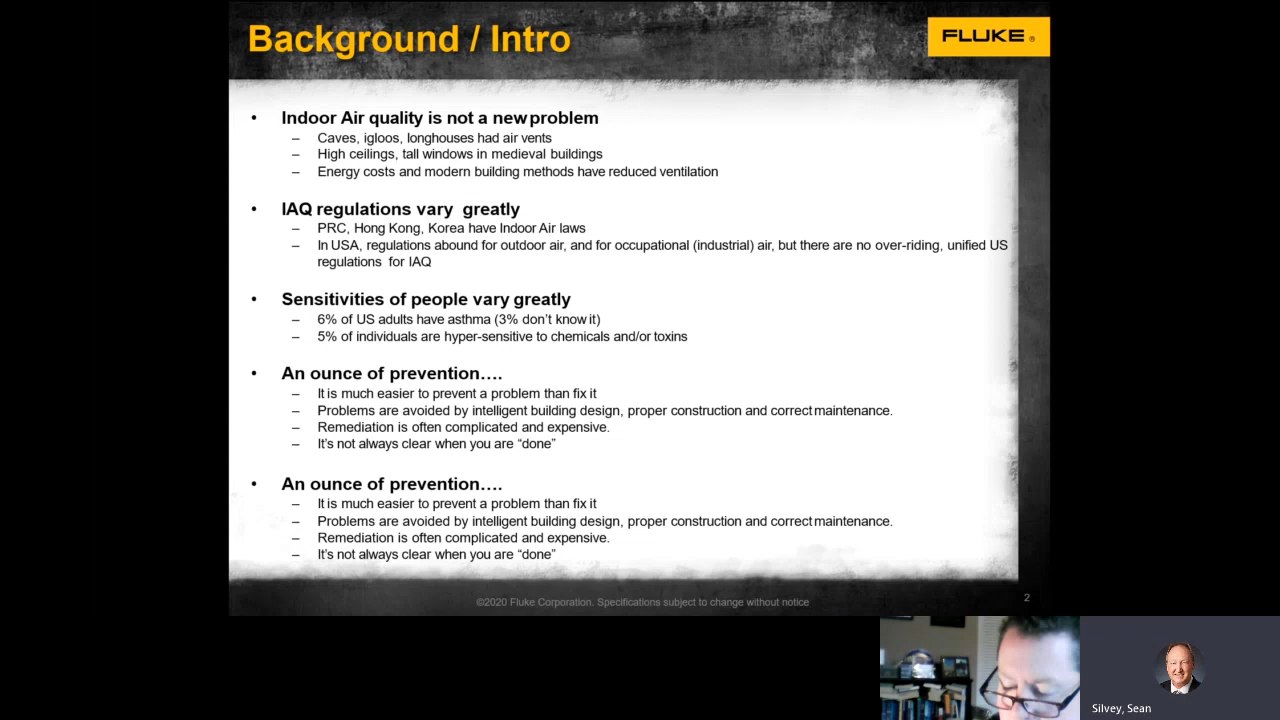 Background / Intro
FLUKE ®
• Indoor Air quality is not a new problem
– Caves, igloos, longhouses had air vents
– High ceilings, tall windows in medieval buildings
– Energy costs and modern building methods have reduced ventilation
• IAQ regulations vary greatly
– PRC, Hong Kong, Korea have Indoor Air laws
– In USA, regulations abound for outdoor air, and for occupational (industrial) air, but there are no over-riding, unified US
regulations for IAQ
• Sensitivities of people vary greatly
– 6% of US adults have asthma (3% don’t know it)
– 5% of individuals are hyper-sensitive to chemicals and/or toxins
• An ounce of prevention….
– It is much easier to prevent a problem than fix it
– Problems are avoided by intelligent building design, proper construction and correct maintenance.
– Remediation is often complicated and expensive.
– It’s not always clear when you are “done”
• An ounce of prevention….
– It is much easier to prevent a problem than fix it
– Problems are avoided by intelligent building design, proper construction and correct maintenance.
– Remediation is often complicated and expensive.
– It’s not always clear when you are “done”
©2020 Fluke Corporation. Specifications subject to change without notice
2
Silvey, Sean